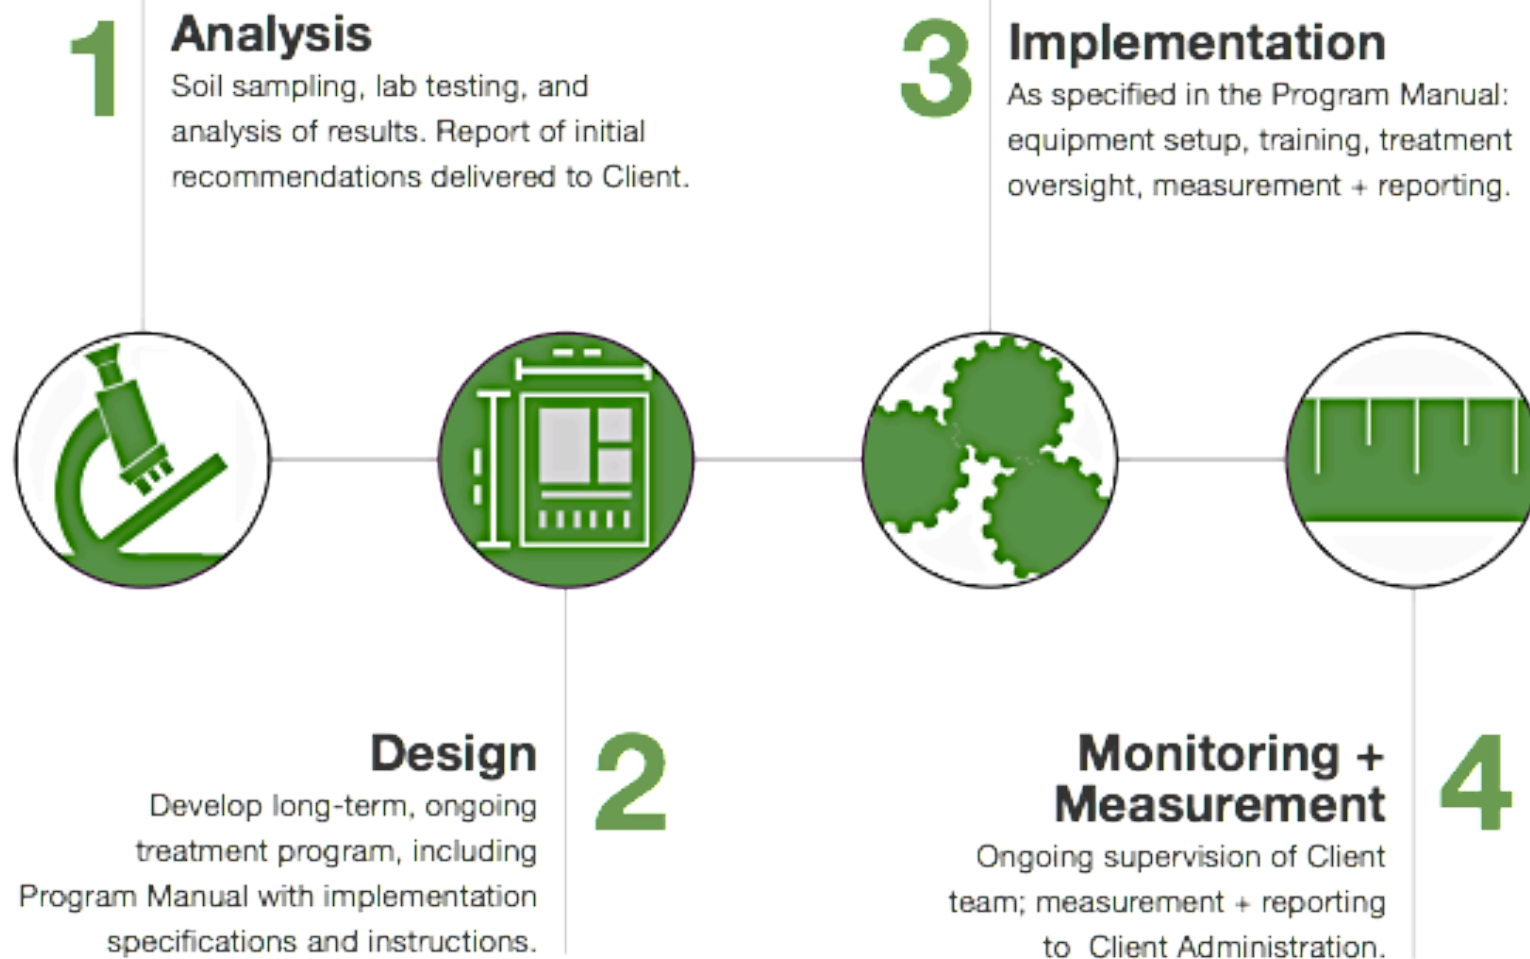 1
Analysis
Soil sampling, lab testing, and
analysis of results. Report of initial
recommendations delivered to Client.
2
Design
Develop long-term, ongoing
treatment program, including
Program Manual with implementation
specifications and instructions.
3
Implementation
As specified in the Program Manual:
equipment setup, training, treatment
oversight, measurement + reporting.
4
Monitoring +
Measurement
Ongoing supervision of Client
team; measurement + reporting
to Client Administration.